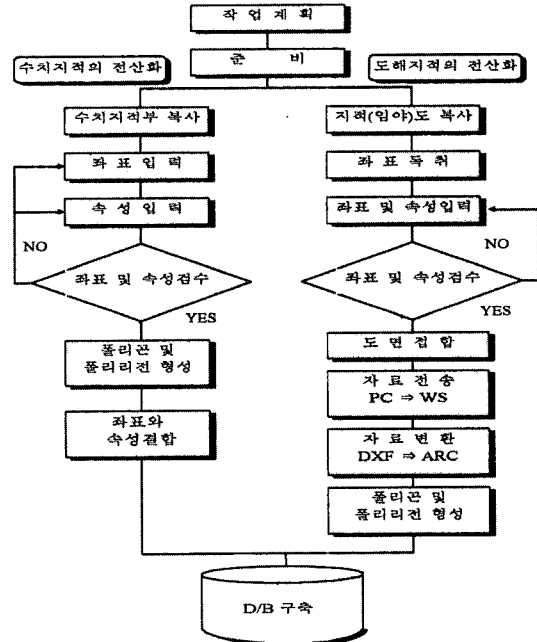 작 업 계 획
준 비
수치지적의 전산화
도해지적의 전산화
수치지적부 복사
좌 표 입 력
속 성 입 력
NO
좌표 및 속성검수
YES
폴리곤 및
폴리리전 형성
좌표와
속성결합
지적(임야)도 복사
좌 표 독 취
좌표 및 속성입력
NO
좌표 및 속성검수
YES
도 면 접 합
자 료 전 송
PC ⇒ WS
자 료 변 환
DXF ⇒ ARC
폴리곤 및
폴리리전 형성
D/B 구축